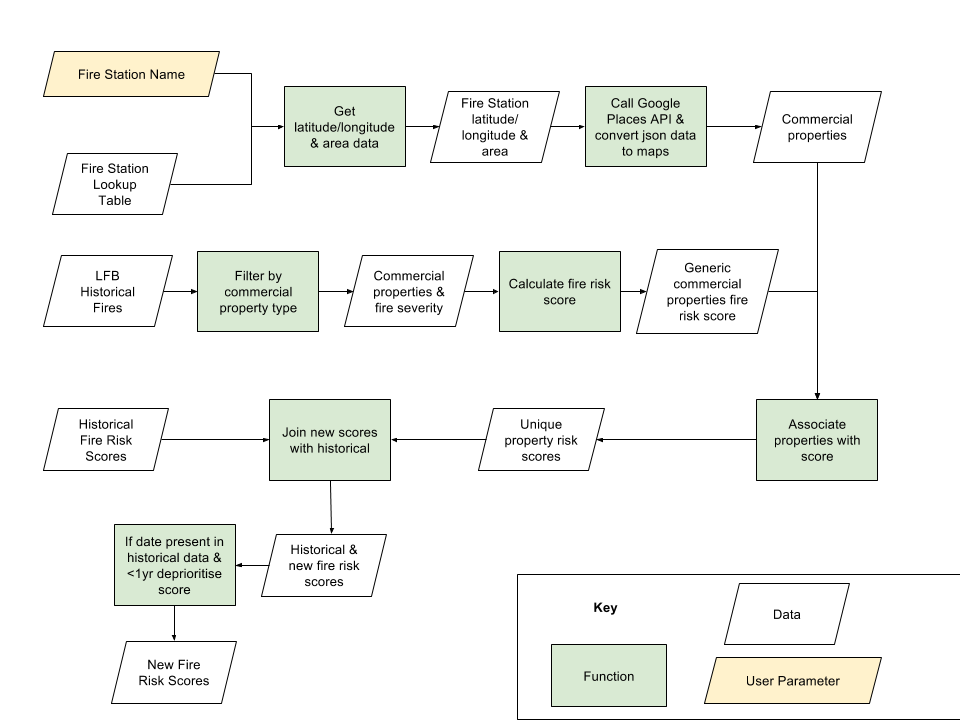 Fire Station Name
Fire Station
Lookup
Table
Get
latitude/longitude
& area data
Fire Station
latitude/
longitude &
area
Call Google
Places API &
convert json data
to maps
Commercial
properties
LFB
Historical
Fires
Filter by
commercial
property type
Commercial
properties &
fire severity
Calculate fire risk
score
Generic
commercial
properties fire
risk score
Historical
Fire Risk
Scores
Join new scores
with historical
Unique
property risk
scores
Associate
properties with
score
If date present in
historical data &
<1yr deprioritise
score
Historical &
new fire risk
scores
New Fire
Risk Scores
Key
Data
Function
User Parameter